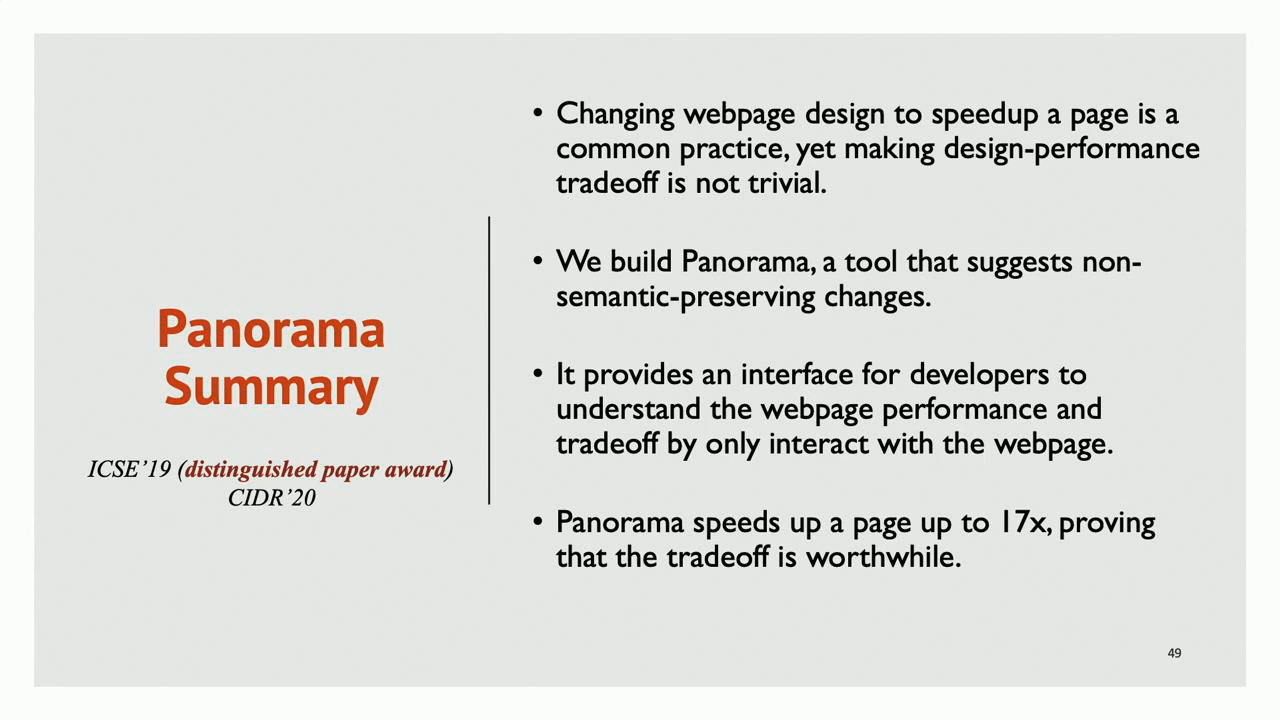 Panorama
Summary
ICSE’19 (distinguished paper award)
CIDR’20
• Changing webpage design to speedup a page is a
common practice, yet making design-performance
tradeoff is not trivial.
• We build Panorama, a tool that suggests non-
semantic-preserving changes.
• It provides an interface for developers to
understand the webpage performance and
tradeoff by only interact with the webpage.
• Panorama speeds up a page up to 17x, proving
that the tradeoff is worthwhile.
49